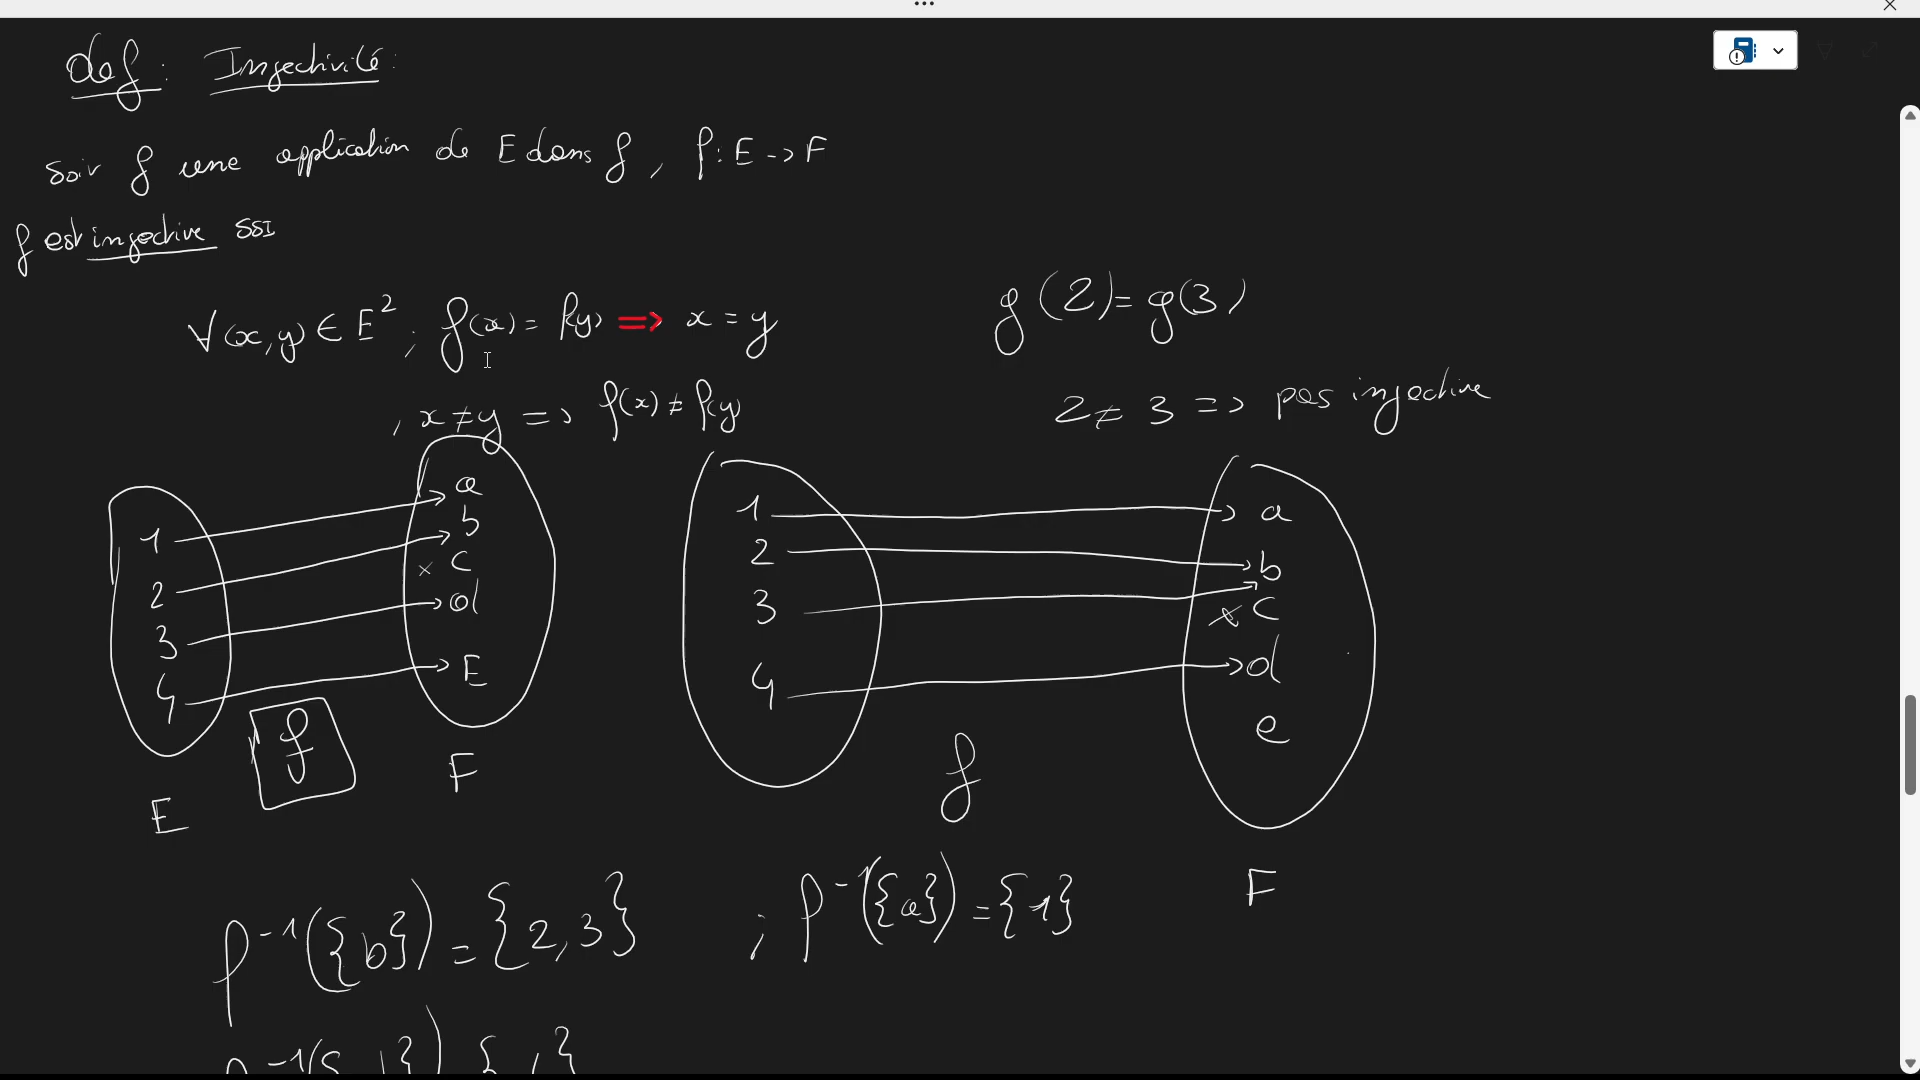 def : Injectivité :
Soit f une application de E dans f, f : E -> F
f est injective SSI
∀(x,y) ∈ E² ; f(x) = f(y) => x = y
, x ≠ y => f(x) ≠ f(y)
g(2) = g(3)
2 ≠ 3 => pas injective
1
2
3
4
a
b
x c
d
E
f
E
F
1
2
3
4
a
b
x c
d
e
f
F
f⁻¹({b}) = {2,3} ; f⁻¹({a}) = {1}